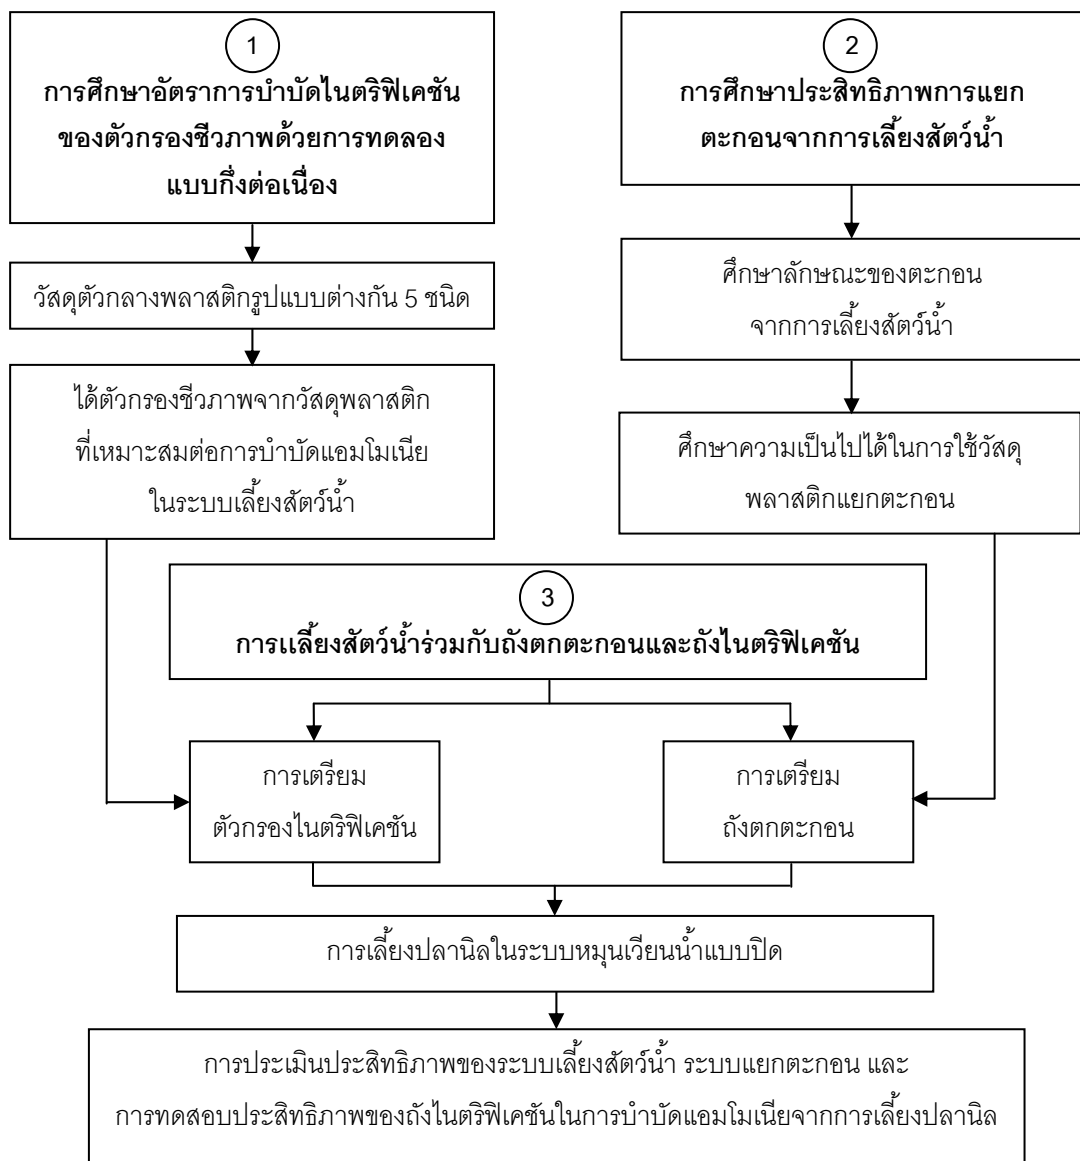 1
การศึกษาอัตราการบำบัดไนตริฟิเคชัน
ของตัวกรองชีวภาพด้วยการทดลอง
แบบกึ่งต่อเนื่อง
วัสดุตัวกลางพลาสติกรูปแบบต่างกัน 5 ชนิด
ได้ตัวกรองชีวภาพจากวัสดุพลาสติก
ที่เหมาะสมต่อการบำบัดแอมโมเนีย
ในระบบเลี้ยงสัตว์น้ำ
2
การศึกษาประสิทธิภาพการแยก
ตะกอนจากการเลี้ยงสัตว์น้ำ
ศึกษาลักษณะของตะกอน
จากการเลี้ยงสัตว์น้ำ
ศึกษาความเป็นไปได้ในการใช้วัสดุ
พลาสติกแยกตะกอน
3
การเเลี้ยงสัตว์น้ำร่วมกับถังตกตะกอนและถังไนตริฟิเคชัน
การเตรียม
ตัวกรองไนตริฟิเคชัน
การเตรียม
ถังตกตะกอน
การเลี้ยงปลานิลในระบบหมุนเวียนน้ำแบบปิด
การประเมินประสิทธิภาพของระบบเลี้ยงสัตว์น้ำ ระบบแยกตะกอน และ
การทดสอบประสิทธิภาพของถังไนตริฟิเคชันในการบำบัดแอมโมเนียจากการเลี้ยงปลานิล